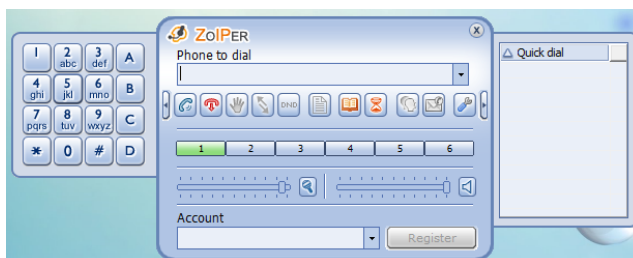 ZoIPER
Phone to dial
1
2
abc
3
def
A
4
ghi
5
jkl
6
mno
B
7
pqrs
8
tuv
9
wxyz
C
*
0
#
D
DND
1 2 3 4 5 6
Account
Register
x
Quick dial